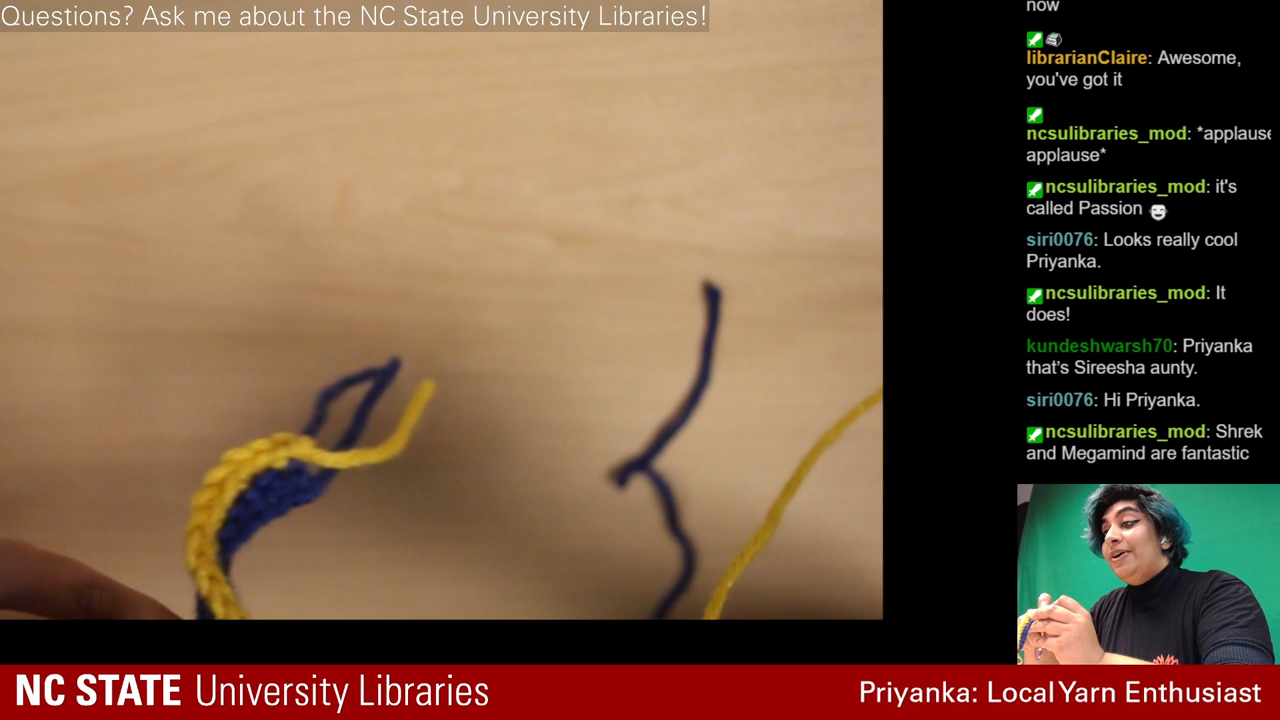 Questions? Ask me about the NC State University Libraries!
now
librarianClaire: Awesome,
you've got it
ncsulibraries_mod: *applause
applause*
ncsulibraries_mod: it's
called Passion
siri0076: Looks really cool
Priyanka.
ncsulibraries_mod: It
does!
kundeshwarsh70: Priyanka
that's Sireesha aunty.
siri0076: Hi Priyanka.
ncsulibraries_mod: Shrek
and Megamind are fantastic
NC STATE University Libraries
Priyanka: Local Yarn Enthusiast